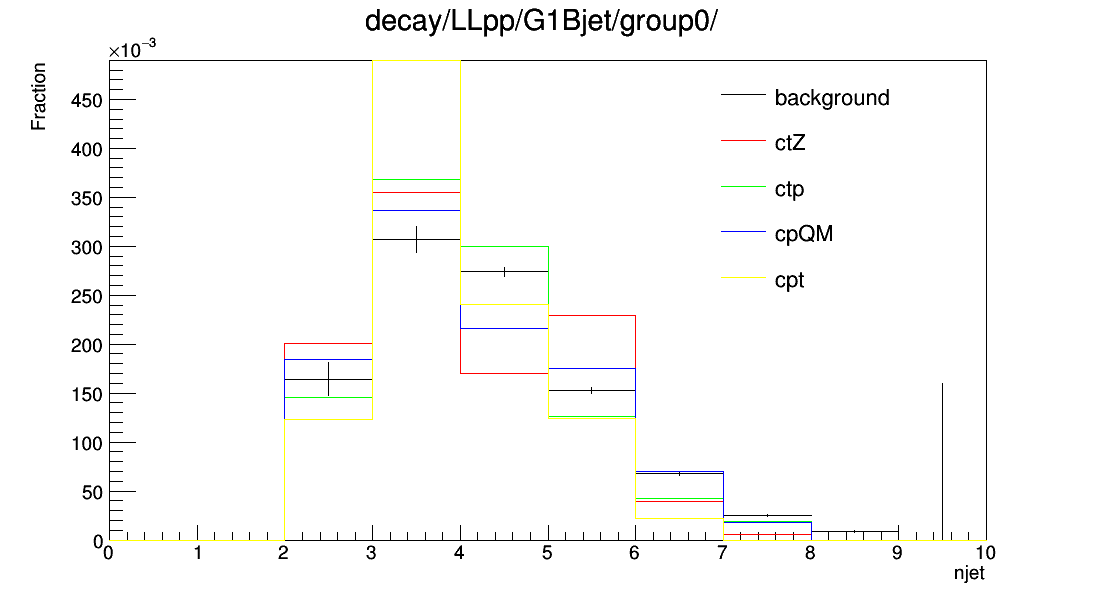 decay/LLpp/G1Bjet/group0/
×10⁻³
Fraction
450
400
350
300
250
200
150
100
50
0
0 1 2 3 4 5 6 7 8 9 10
njet
background
ctZ
ctp
cpQM
cpt